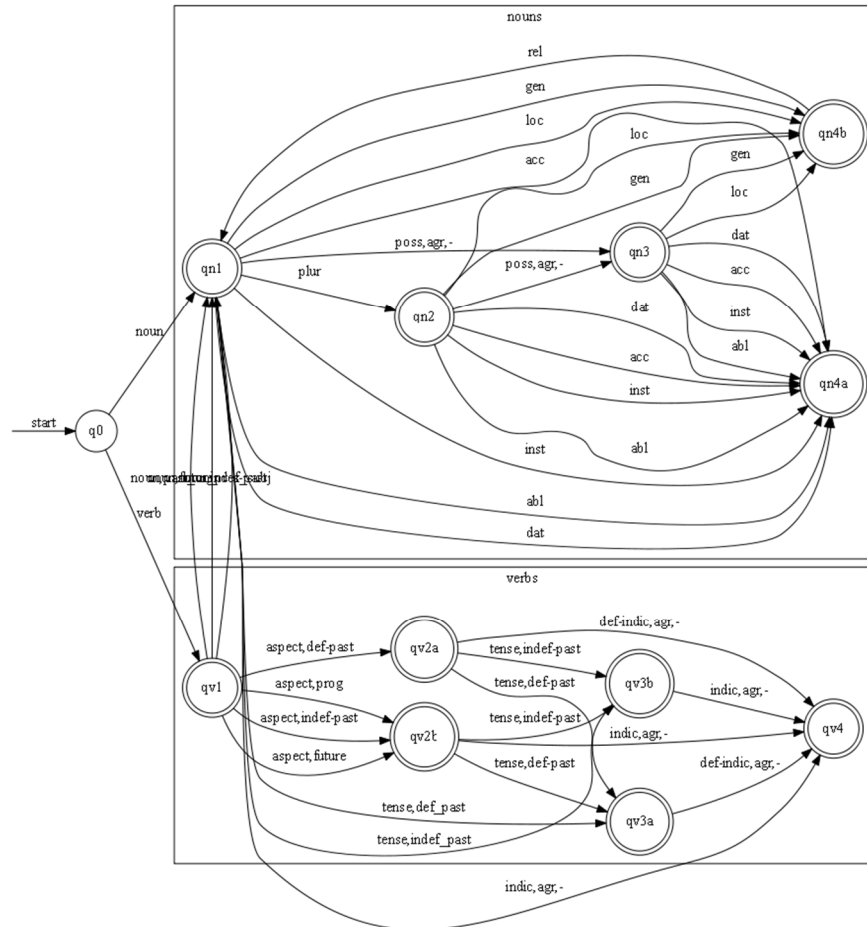 nouns
rel
gen
loc
acc
loc
gen
gen
loc
qn4b
qn1
poss,agr,-
qn3
plur
poss,agr,-
dat
acc
qn2
dat
inst
noun
acc
abl
inst
qn4a
start
q0
inst
abl
verb
abl
dat
verbs
qv1
aspect,def-past
qv2a
def-indic,agr,-
tense,indef-past
aspect,prog
tense,def-past
qv3b
indic,agr,-
aspect,indef-past
qv2b
tense,indef-past
indic,agr,-
qv4
aspect,future
tense,def-past
def-indic,agr,-
tense,def_past
qv3a
tense,indef_past
indic,agr,-